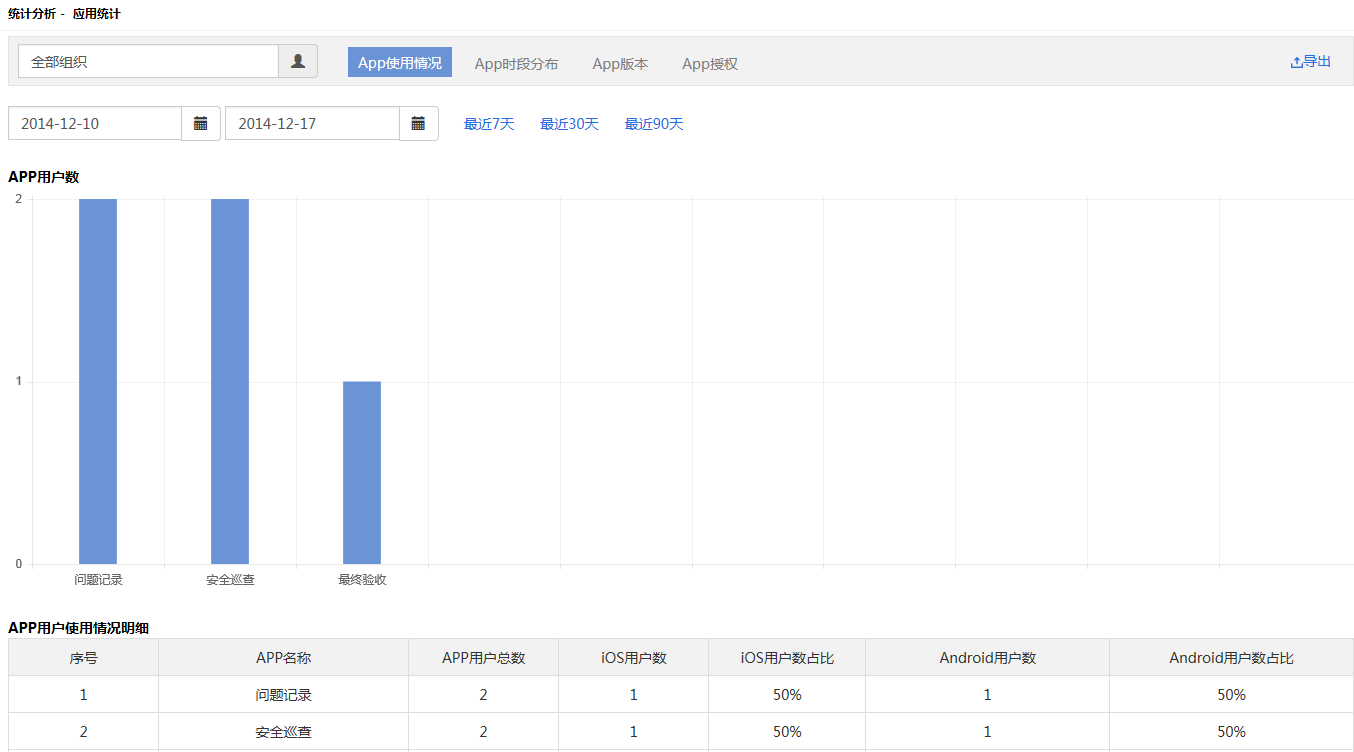 统计分析 - 应用统计
全部组织 App使用情况 App时段分布 App版本 App授权 导出
2014-12-10 2014-12-17 最近7天 最近30天 最近90天
APP用户数
2
1
0
问题记录 安全巡查 最终验收
APP用户使用情况明细
序号 APP名称 APP用户总数 iOS用户数 iOS用户数占比 Android用户数 Android用户数占比
1 问题记录 2 1 50% 1 50%
2 安全巡查 2 1 50% 1 50%